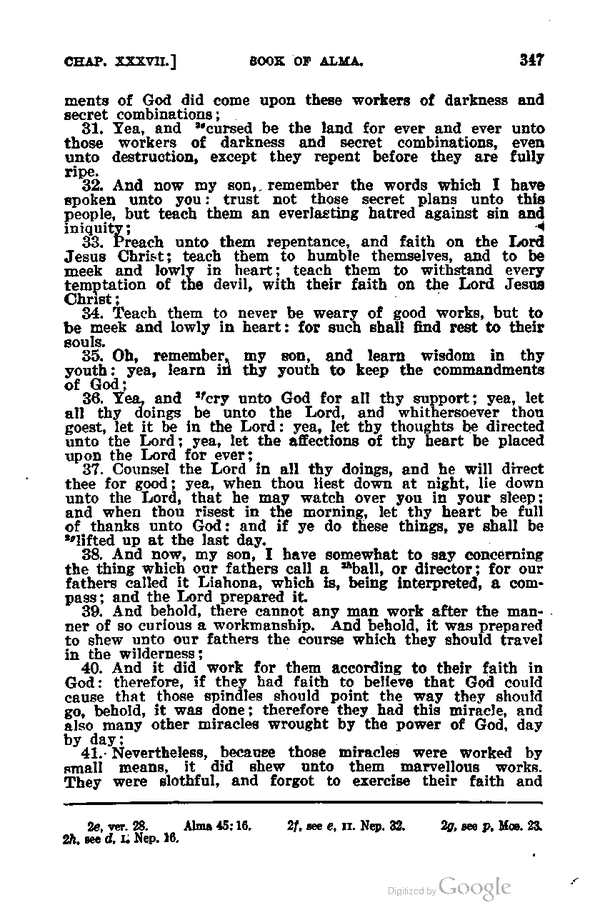 CHAP. XXXVII.] BOOK OF ALMA. 347
ments of God did come upon these workers of darkness and
secret combinations;
31. Yea, and 2ecursed be the land for ever and ever unto
those workers of darkness and secret combinations, even
unto destruction, except they repent before they are fully
ripe.
32. And now my son, remember the words which I have
spoken unto you: trust not those secret plans unto this
people, but teach them an everlasting hatred against sin and
iniquity;
33. Preach unto them repentance, and faith on the Lord
Jesus Christ; teach them to humble themselves, and to be
meek and lowly in heart; teach them to withstand every
temptation of the devil, with their faith on the Lord Jesus
Christ;
34. Teach them to never be weary of good works, but to
be meek and lowly in heart: for such shall find rest to their
souls.
35. Oh, remember, my son, and learn wisdom in thy
youth: yea, learn in thy youth to keep the commandments
of God;
36. Yea, and 2fcry unto God for all thy support; yea, let
all thy doings be unto the Lord, and whithersoever thou
goest, let it be in the Lord: yea, let thy thoughts be directed
unto the Lord; yea, let the affections of thy heart be placed
upon the Lord for ever;
37. Counsel the Lord in all thy doings, and he will direct
thee for good; yea, when thou liest down at night, lie down
unto the Lord, that he may watch over you in your sleep;
and when thou risest in the morning, let thy heart be full
of thanks unto God: and if ye do these things, ye shall be
2glifted up at the last day.
38. And now, my son, I have somewhat to say concerning
the thing which our fathers call a 2hball, or director; for our
fathers called it Liahona, which is, being interpreted, a com-
pass; and the Lord prepared it.
39. And behold, there cannot any man work after the man-
ner of so curious a workmanship. And behold, it was prepared
to shew unto our fathers the course which they should travel
in the wilderness;
40. And it did work for them according to their faith in
God: therefore, if they had faith to believe that God could
cause that those spindles should point the way they should
go, behold, it was done; therefore they had this miracle, and
also many other miracles wrought by the power of God, day
by day;
41. Nevertheless, because those miracles were worked by
small means, it did shew unto them marvellous works.
They were slothful, and forgot to exercise their faith and
2e, ver. 28. Alma 45:16. 2f, see e, II. Nep. 32. 2g, see p, Mos. 23.
2h, see d, I. Nep. 16.
Digitized by Google